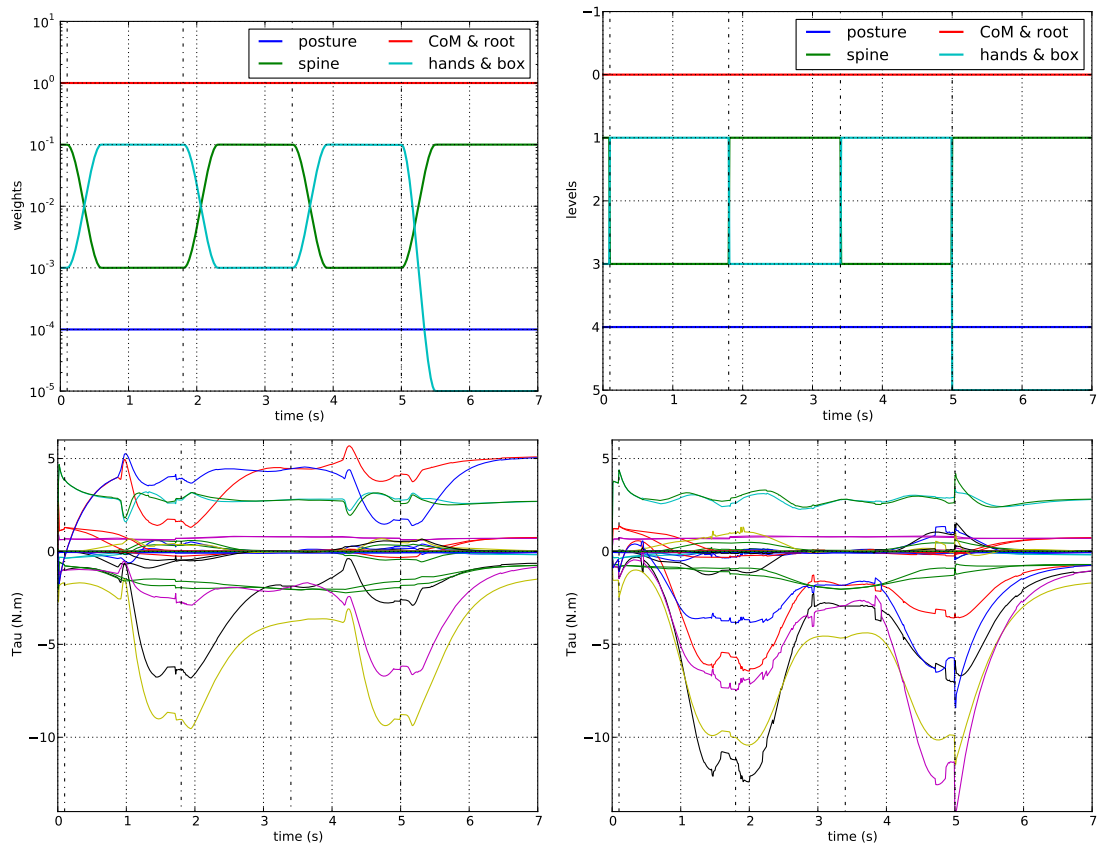 posture CoM & root
spine hands & box
weights
10^1
10^0
10^-1
10^-2
10^-3
10^-4
10^-5
0 1 2 3 4 5 6 7
time (s)
posture CoM & root
spine hands & box
levels
−1
0
1
2
3
4
5
0 1 2 3 4 5 6 7
time (s)
Tau (N.m)
5
0
−5
−10
0 1 2 3 4 5 6 7
time (s)
Tau (N.m)
5
0
−5
−10
0 1 2 3 4 5 6 7
time (s)